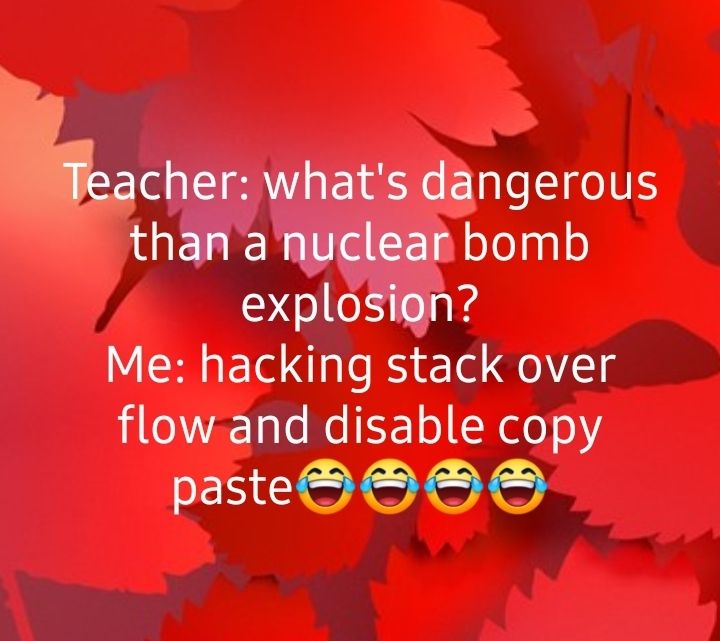 Teacher: what's dangerous
than a nuclear bomb
explosion?
Me: hacking stack over
flow and disable copy
paste😂😂😂😂